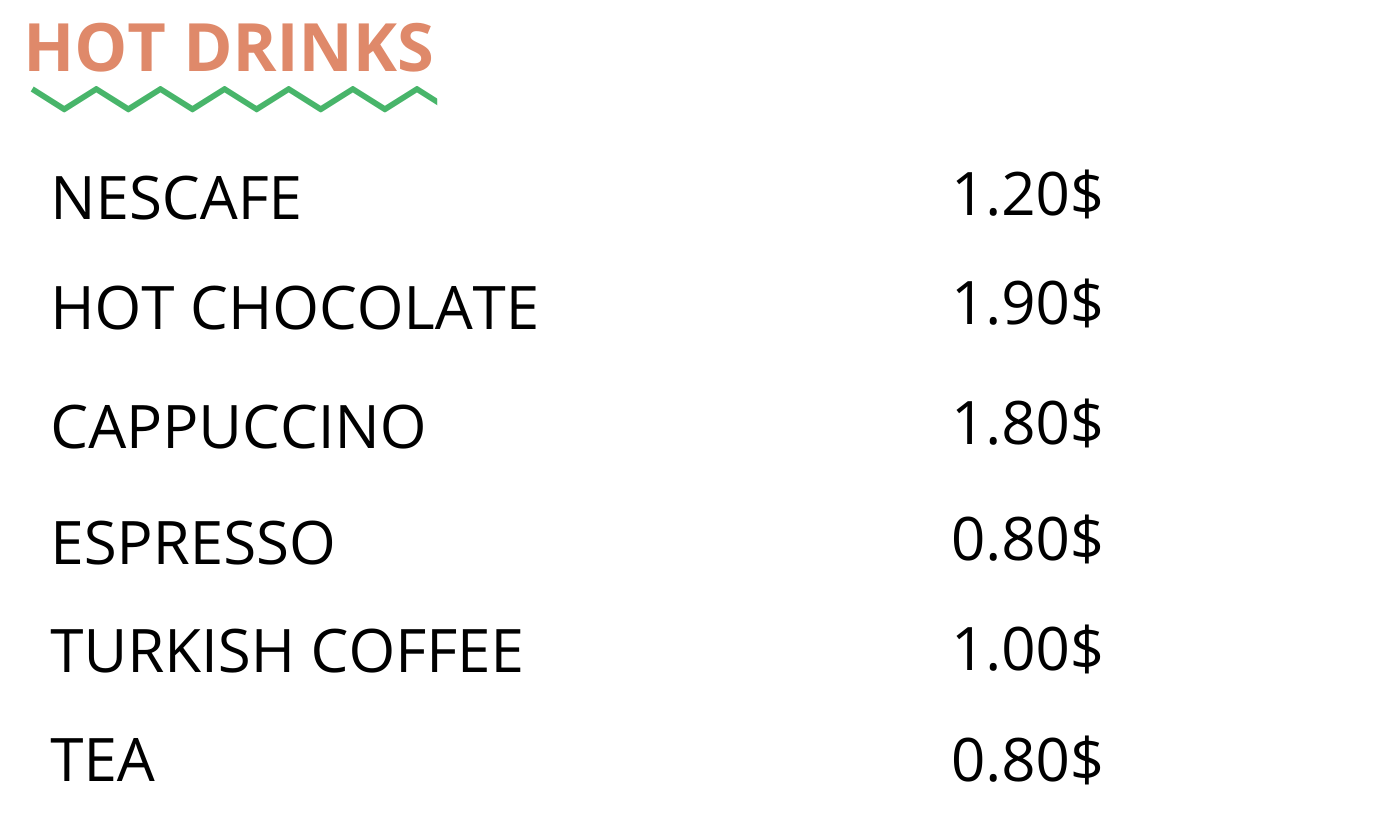 HOT DRINKS
NESCAFE 1.20$
HOT CHOCOLATE 1.90$
CAPPUCCINO 1.80$
ESPRESSO 0.80$
TURKISH COFFEE 1.00$
TEA 0.80$